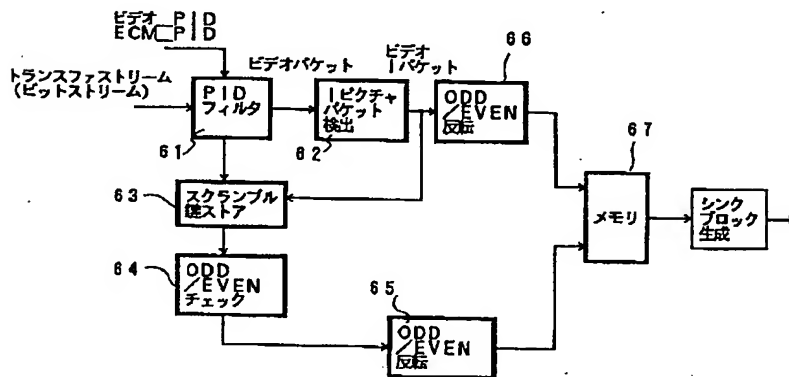 ビデオ_PID
ECM_PID
トランスファストリーム
(ビットストリーム)
PID
フィルタ
61
ビデオパケット
Iピクチャ
パケット
検出
62
ビデオ
Iパケット
ODD
/EVEN
反転
66
スクランブル
鍵ストア
63
ODD
/EVEN
チェック
64
ODD
/EVEN
反転
65
メモリ
67
シンク
ブロック
生成